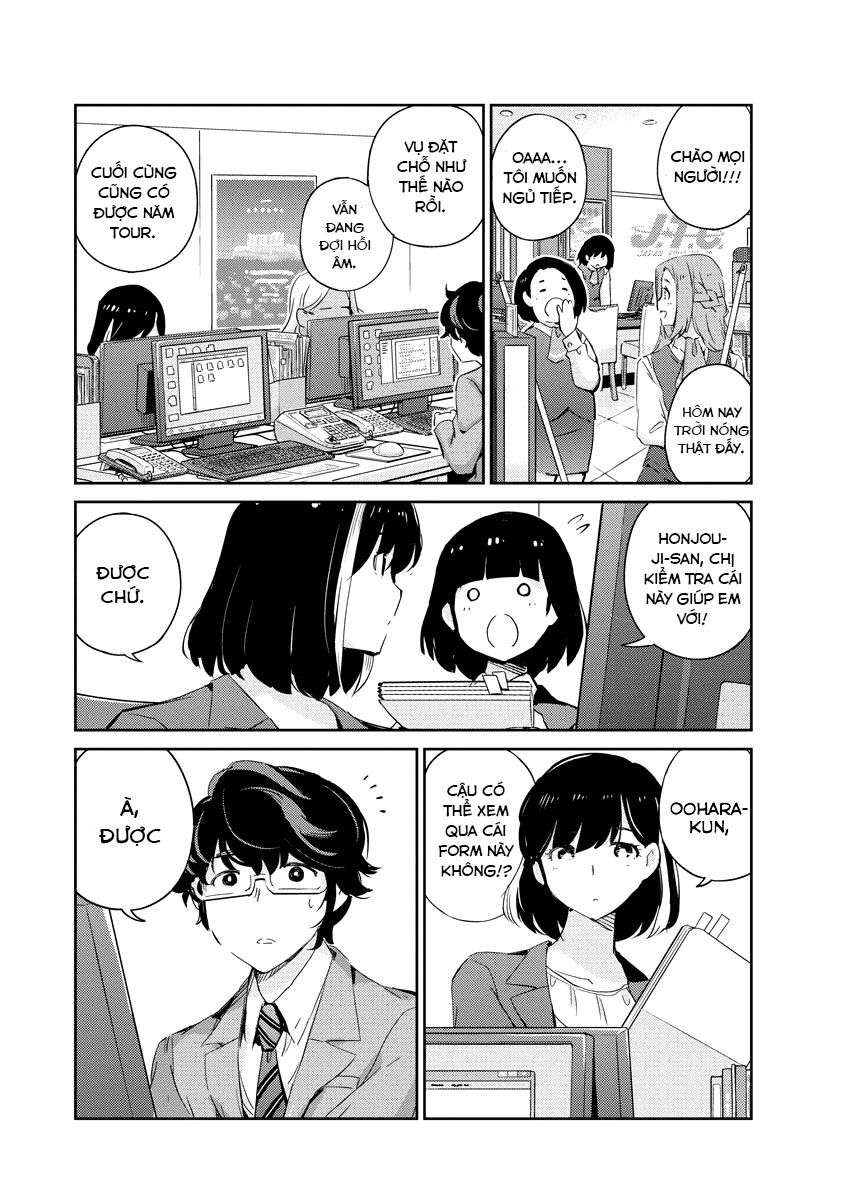 CHÀO MỌI
NGƯỜI!!!
OAAA...
TÔI MUỐN
NGỦ TIẾP.
J.T.C
HÔM NAY
TRỜI NÓNG
THẬT ĐẤY.
VỤ ĐẶT
CHỖ NHƯ
THẾ NÀO
RỒI.
VẪN
ĐANG
ĐỢI HỒI
ÂM.
CUỐI CÙNG
CŨNG CÓ
ĐƯỢC NĂM
TOUR.
HONJOU-
JI-SAN, CHỊ
KIỂM TRA CÁI
NÀY GIÚP EM
VỚI!
ĐƯỢC
CHỨ.
OOHARA-
KUN,
CẬU CÓ
THỂ XEM
QUA CÁI
FORM NÀY
KHÔNG!?
À,
ĐƯỢC